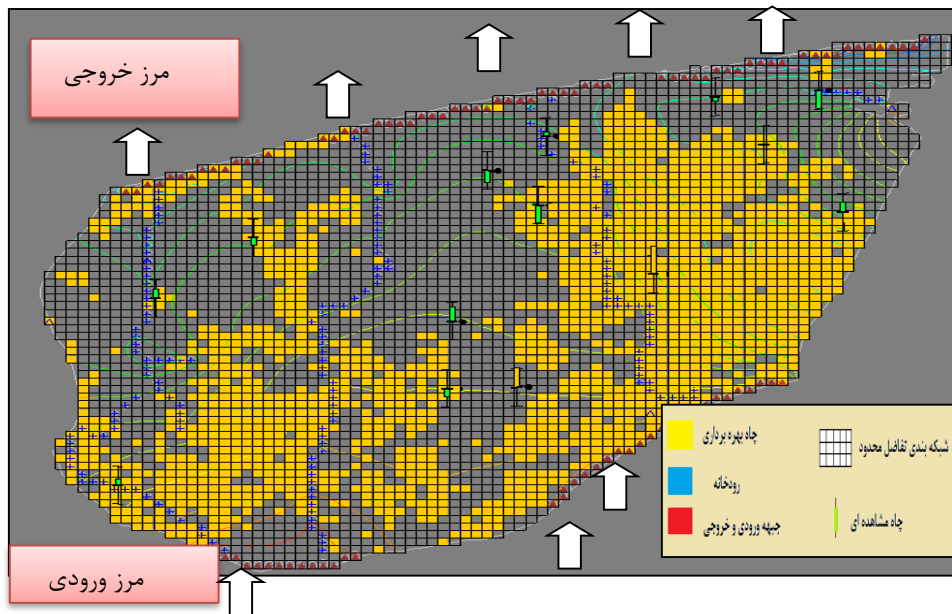 مرز خروجی
شبکه بندی تفاضل محدود
چاه بهره برداری
رودخانه
چاه مشاهده ای
جبهه ورودی و خروجی
مرز ورودی